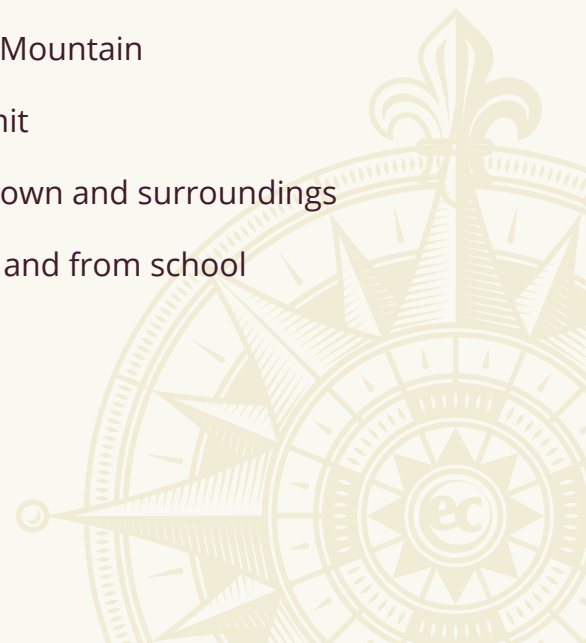 Mountain
nit
own and surroundings
and from school
ec